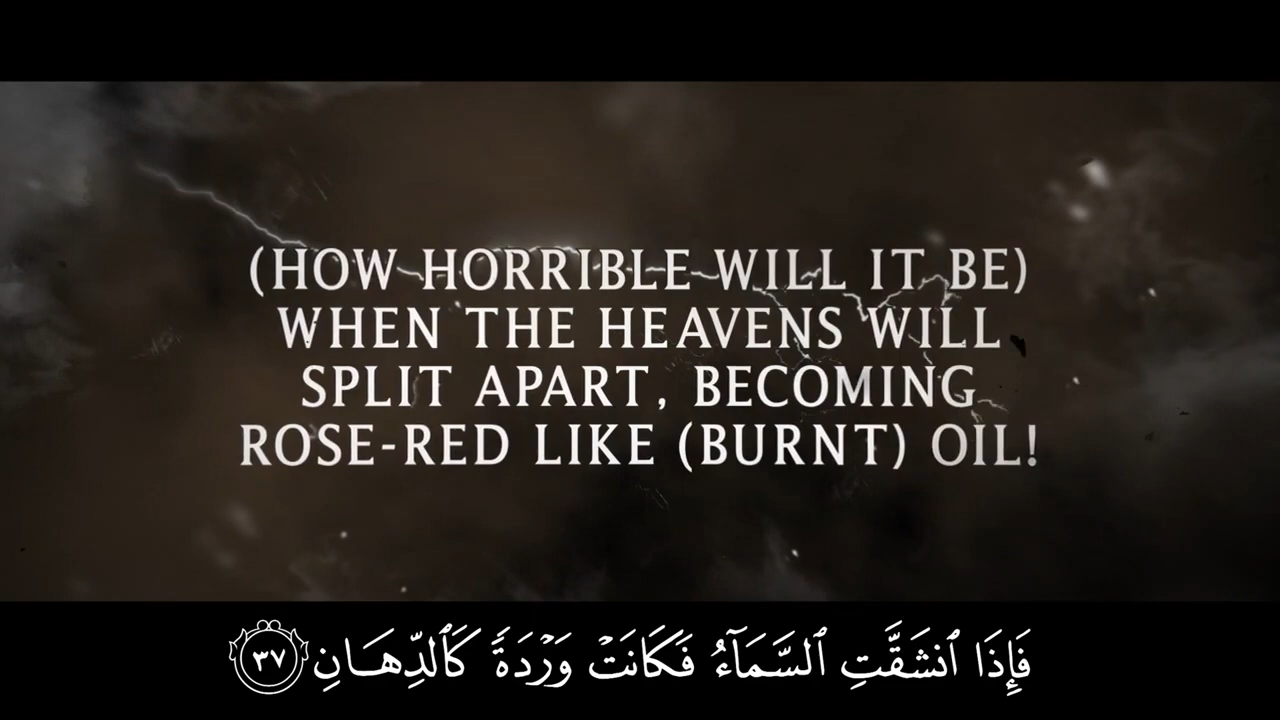 (HOW HORRIBLE WILL IT BE)
WHEN THE HEAVENS WILL
SPLIT APART, BECOMING
ROSE-RED LIKE (BURNT) OIL!
فَإِذَا ٱنشَقَّتِ ٱلسَّمَآءُ فَكَانَتْ وَرْدَةً كَٱلدِّهَانِ ٣٧